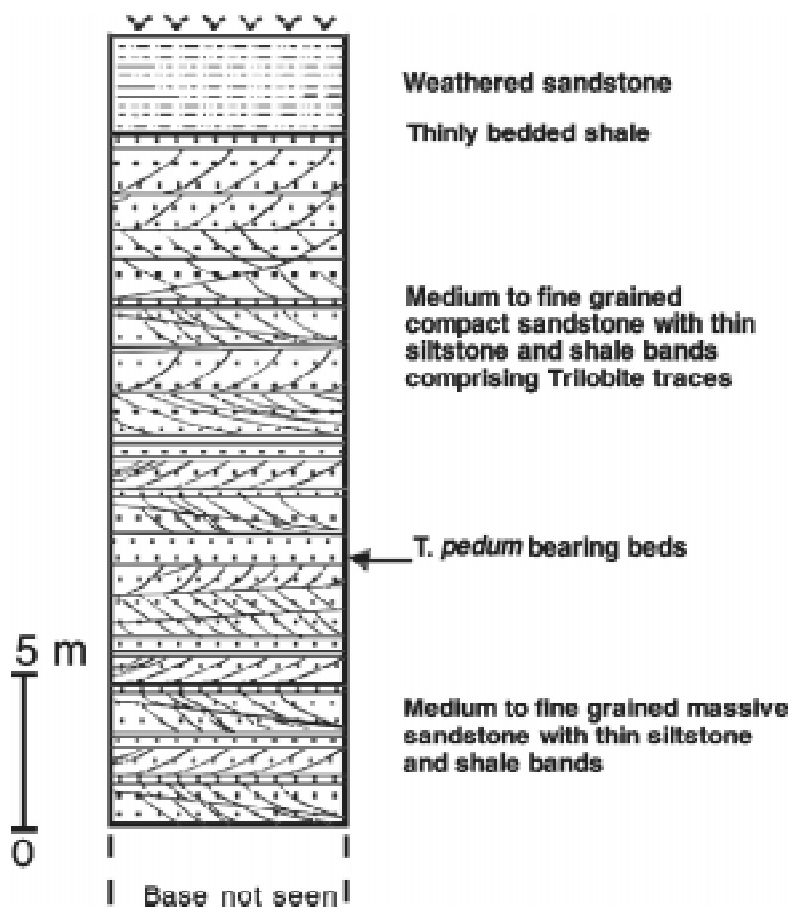 Weathered sandstone
Thinly bedded shale
Medium to fine grained
compact sandstone with thin
siltstone and shale bands
comprising Trilobite traces
T. pedum bearing beds
5 m
Medium to fine grained massive
sandstone with thin siltstone
and shale bands
0
Base not seen